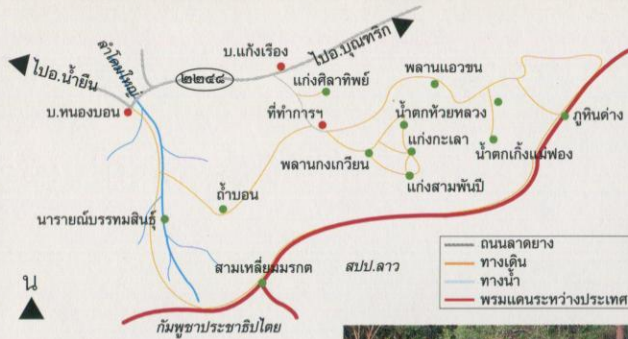 บ.แก้งเรือง
ไปอ.บุณฑริก
ลำโดมใหญ่
ไปอ.น้ำยืน
๒๒๔๘
แก่งศิลาทิพย์
พลานแอวขน
บ.หนองบอน
ที่ทำการฯ
น้ำตกห้วยหลวง
ภูหินด่าง
แก่งกะเลา
น้ำตกเกิ้งแม่ฟอง
พลานกงเกวียน
แก่งสามพันปี
ถ้ำบอน
นารายณ์บรรทมสินธุ์
สามเหลี่ยมมรกต
สปป.ลาว
ถนนลาดยาง
ทางเดิน
ทางน้ำ
พรมแดนระหว่างประเทศ
น
กัมพูชาประชาธิปไตย